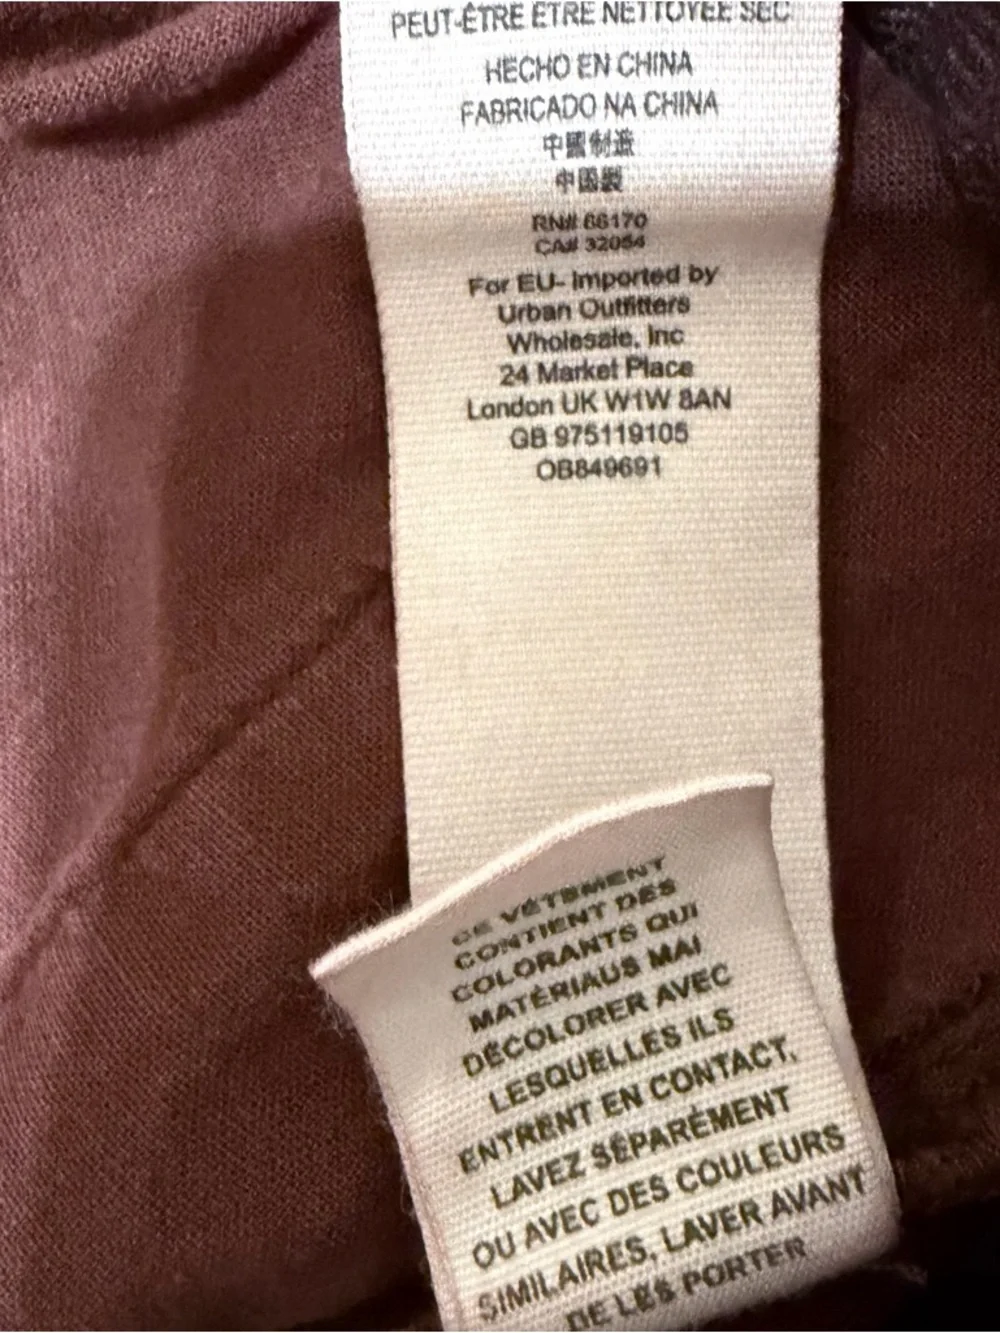 PEUT-ÊTRE ETRE NETTOYEE SEC
HECHO EN CHINA
FABRICADO NA CHINA
中國制造
中国製
RN# 66170
CA# 32054
For EU- Imported by
Urban Outfitters
Wholesale, Inc
24 Market Place
London UK W1W 8AN
GB 975119105
OB849691
CE VÊTEMENT
CONTIENT DES
COLORANTS QUI
MATÉRIAUS MAI
DÉCOLORER AVEC
LESQUELLES ILS
ENTRENT EN CONTACT,
LAVEZ SÉPARÉMENT
OU AVEC DES COULEURS
SIMILAIRES, LAVER AVANT
DE LES PORTER